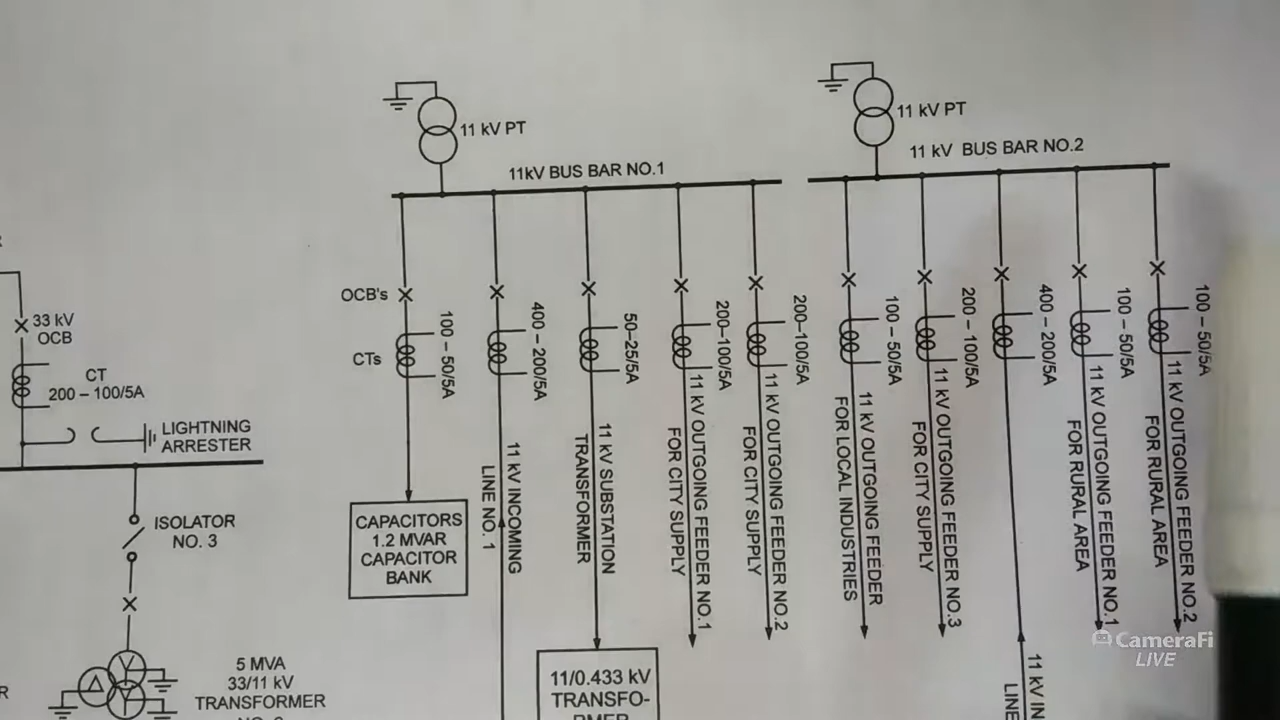 11 kV PT
11 kV PT
11kV BUS BAR NO.1
11 kV BUS BAR NO.2
OCB's
CTs
100 – 50/5A
400 – 200/5A
50–25/5A
200–100/5A
200–100/5A
100 – 50/5A
200 – 100/5A
400 – 200/5A
100 – 50/5A
100 – 50/5A
33 kV
OCB
CT
200 – 100/5A
LIGHTNING
ARRESTER
ISOLATOR
NO. 3
5 MVA
33/11 kV
TRANSFORMER
CAPACITORS
1.2 MVAR
CAPACITOR
BANK
11 kV INCOMING
LINE NO. 1
11 kV SUBSTATION
TRANSFORMER
11 kV OUTGOING FEEDER NO.1
FOR CITY SUPPLY
11 kV OUTGOING FEEDER NO.2
FOR CITY SUPPLY
11 kV OUTGOING FEEDER
FOR LOCAL INDUSTRIES
11 kV OUTGOING FEEDER NO.3
FOR CITY SUPPLY
11 kV IN
LINE
11 kV OUTGOING FEEDER NO.1
FOR RURAL AREA
11 kV OUTGOING FEEDER NO.2
FOR RURAL AREA
11/0.433 kV
TRANSFO-
RMER
CameraFi
LIVE